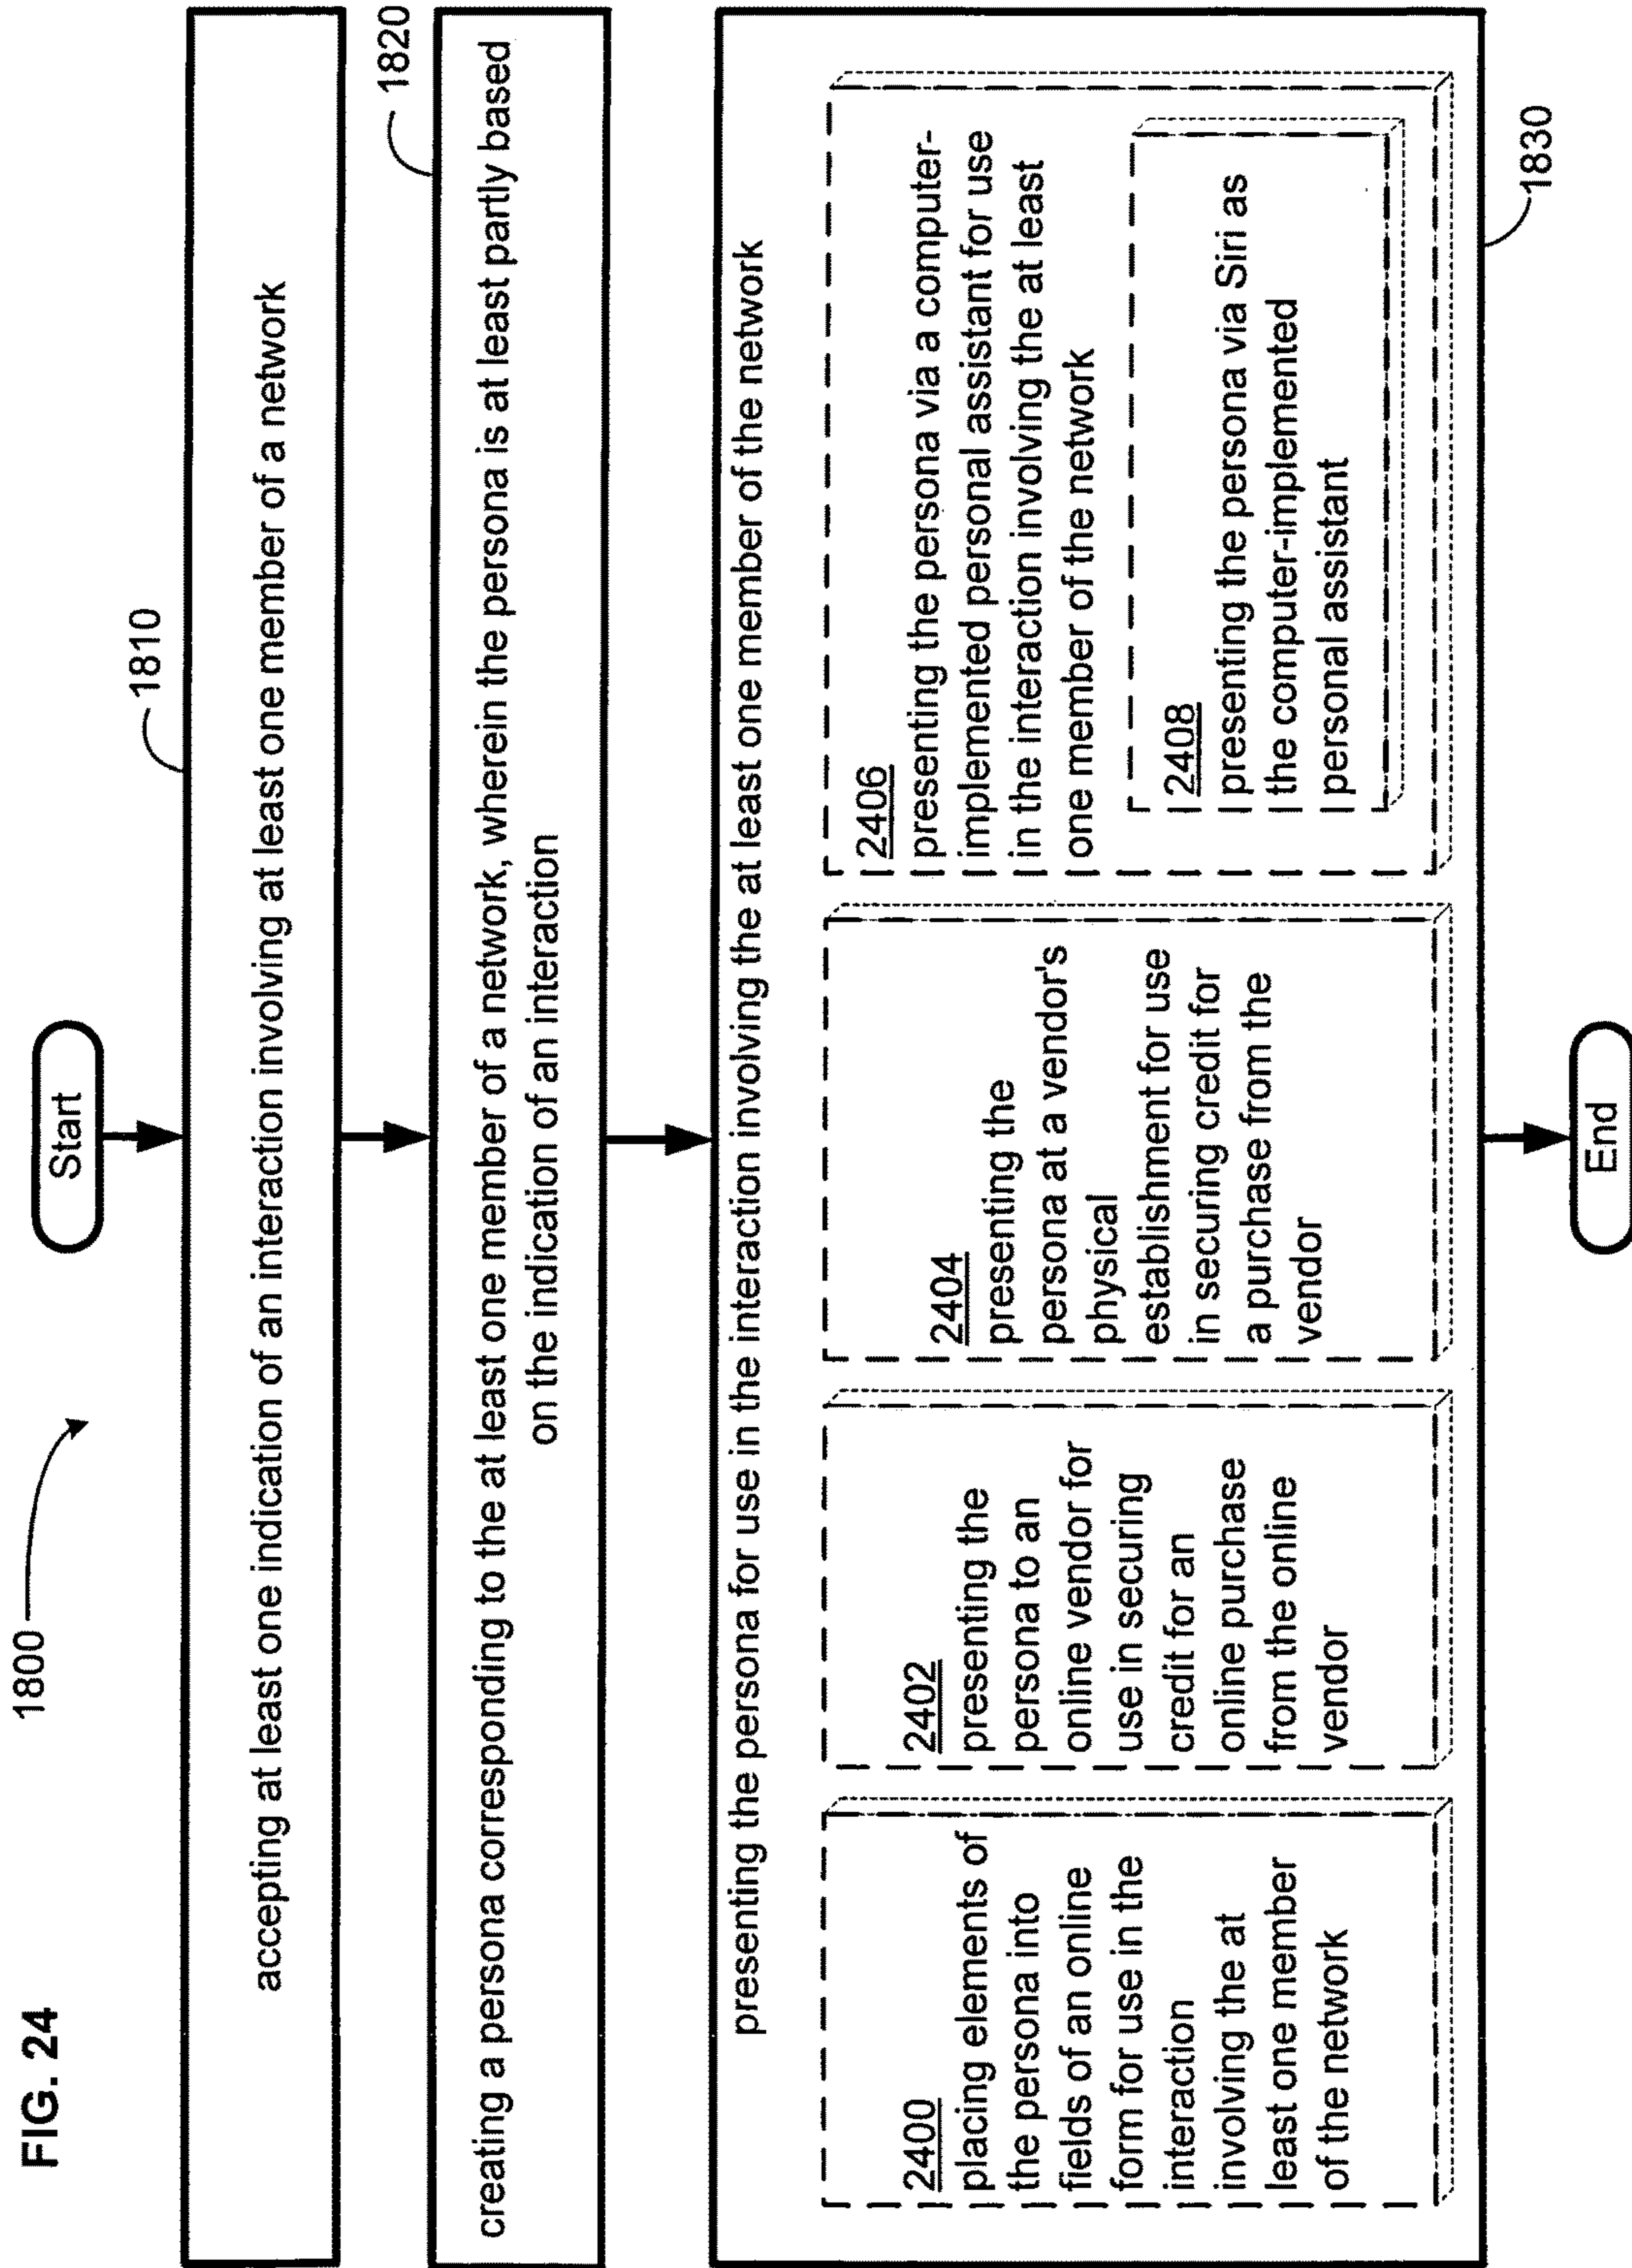 FIG. 24
1800
Start
1810
accepting at least one indication of an interaction involving at least one member of a network
1820
creating a persona corresponding to the at least one member of a network, wherein the persona is at least partly based
on the indication of an interaction
presenting the persona for use in the interaction involving the at least one member of the network
2400
placing elements of
the persona into
fields of an online
form for use in the
interaction
involving the at
least one member
of the network
2402
presenting the
persona to an
online vendor for
use in securing
credit for an
online purchase
from the online
vendor
2404
presenting the
persona at a vendor's
physical
establishment for use
in securing credit for
a purchase from the
vendor
2406
presenting the persona via a computer-
implemented personal assistant for use
in the interaction involving the at least
one member of the network
2408
presenting the persona via Siri as
the computer-implemented
personal assistant
1830
End